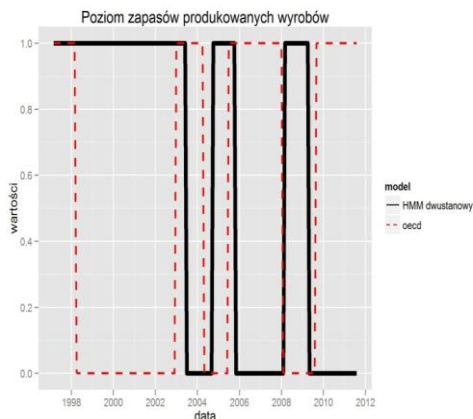 Poziom zapasów produkowanych wyrobów
1.0
0.8
0.6
0.4
0.2
0.0
wartości
1998 2000 2002 2004 2006 2008 2010 2012
data
model
HMM dwustanowy
oecd